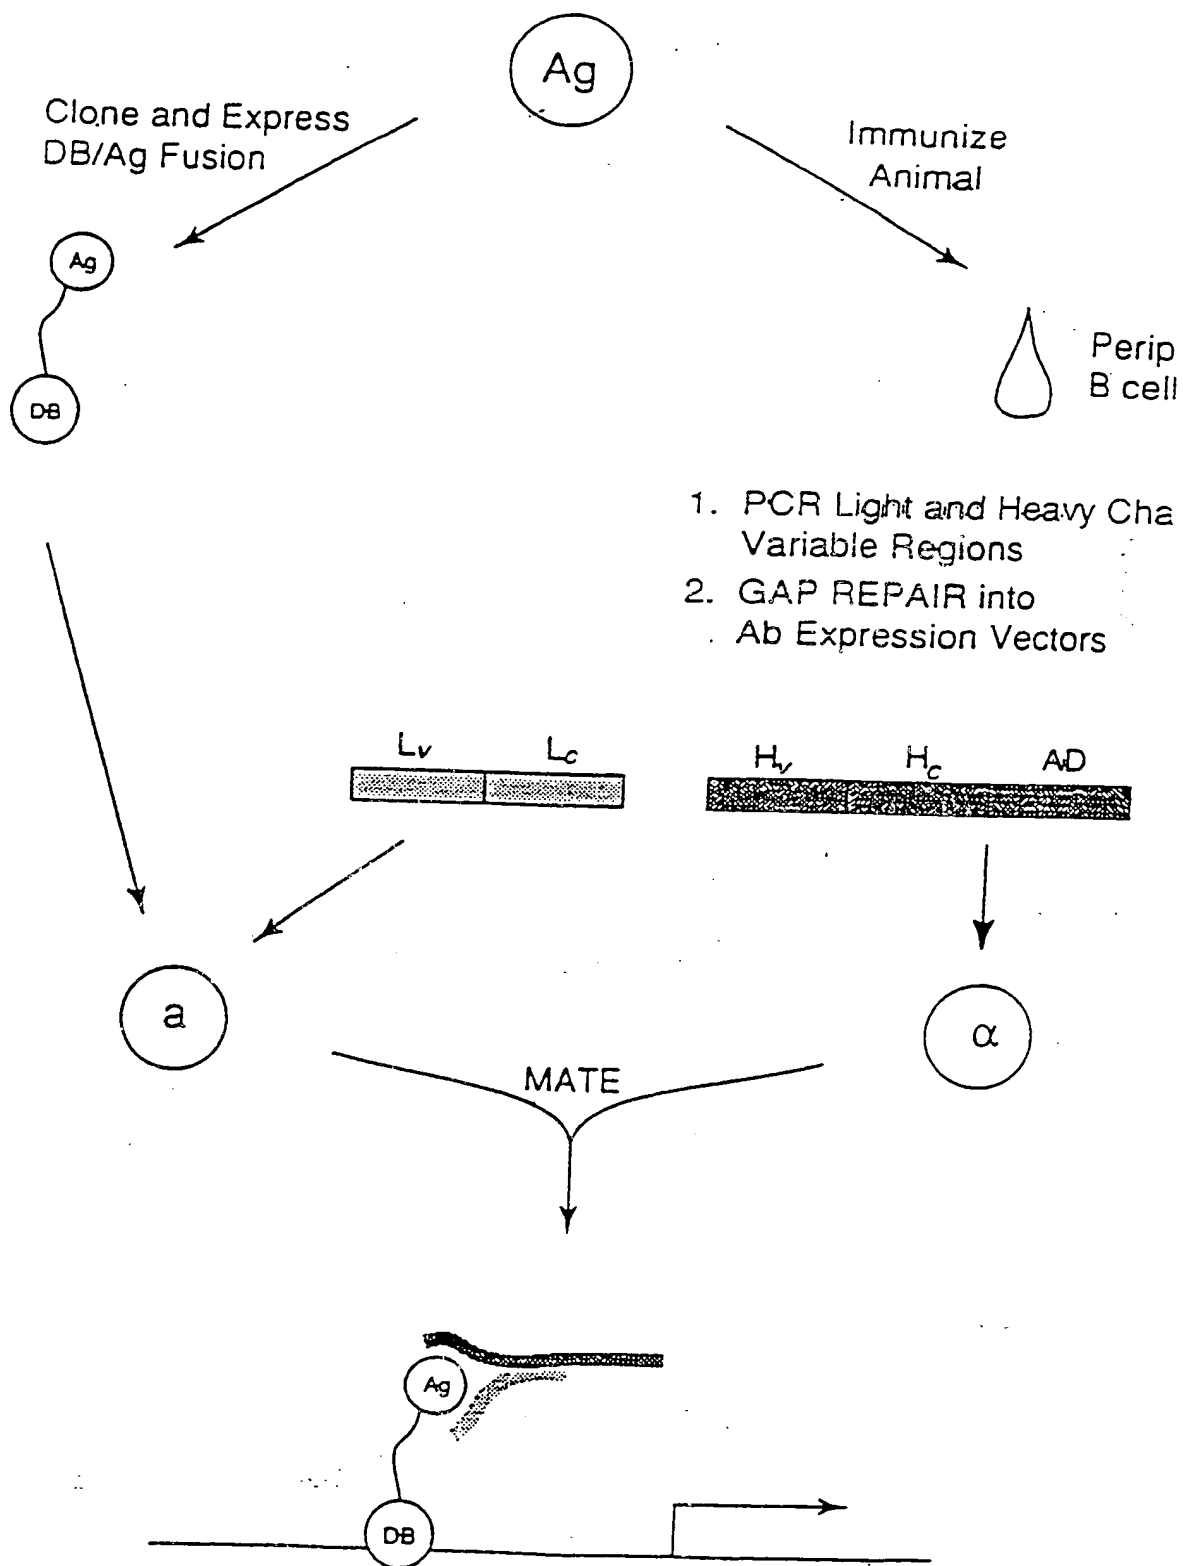 Ag
Clone and Express
DB/Ag Fusion
Immunize
Animal
Ag
DB
Perip
B cell
1. PCR Light and Heavy Cha
Variable Regions
2. GAP REPAIR into
Ab Expression Vectors
Lv Lc
Hv Hc AD
a
α
MATE
Ag
DB